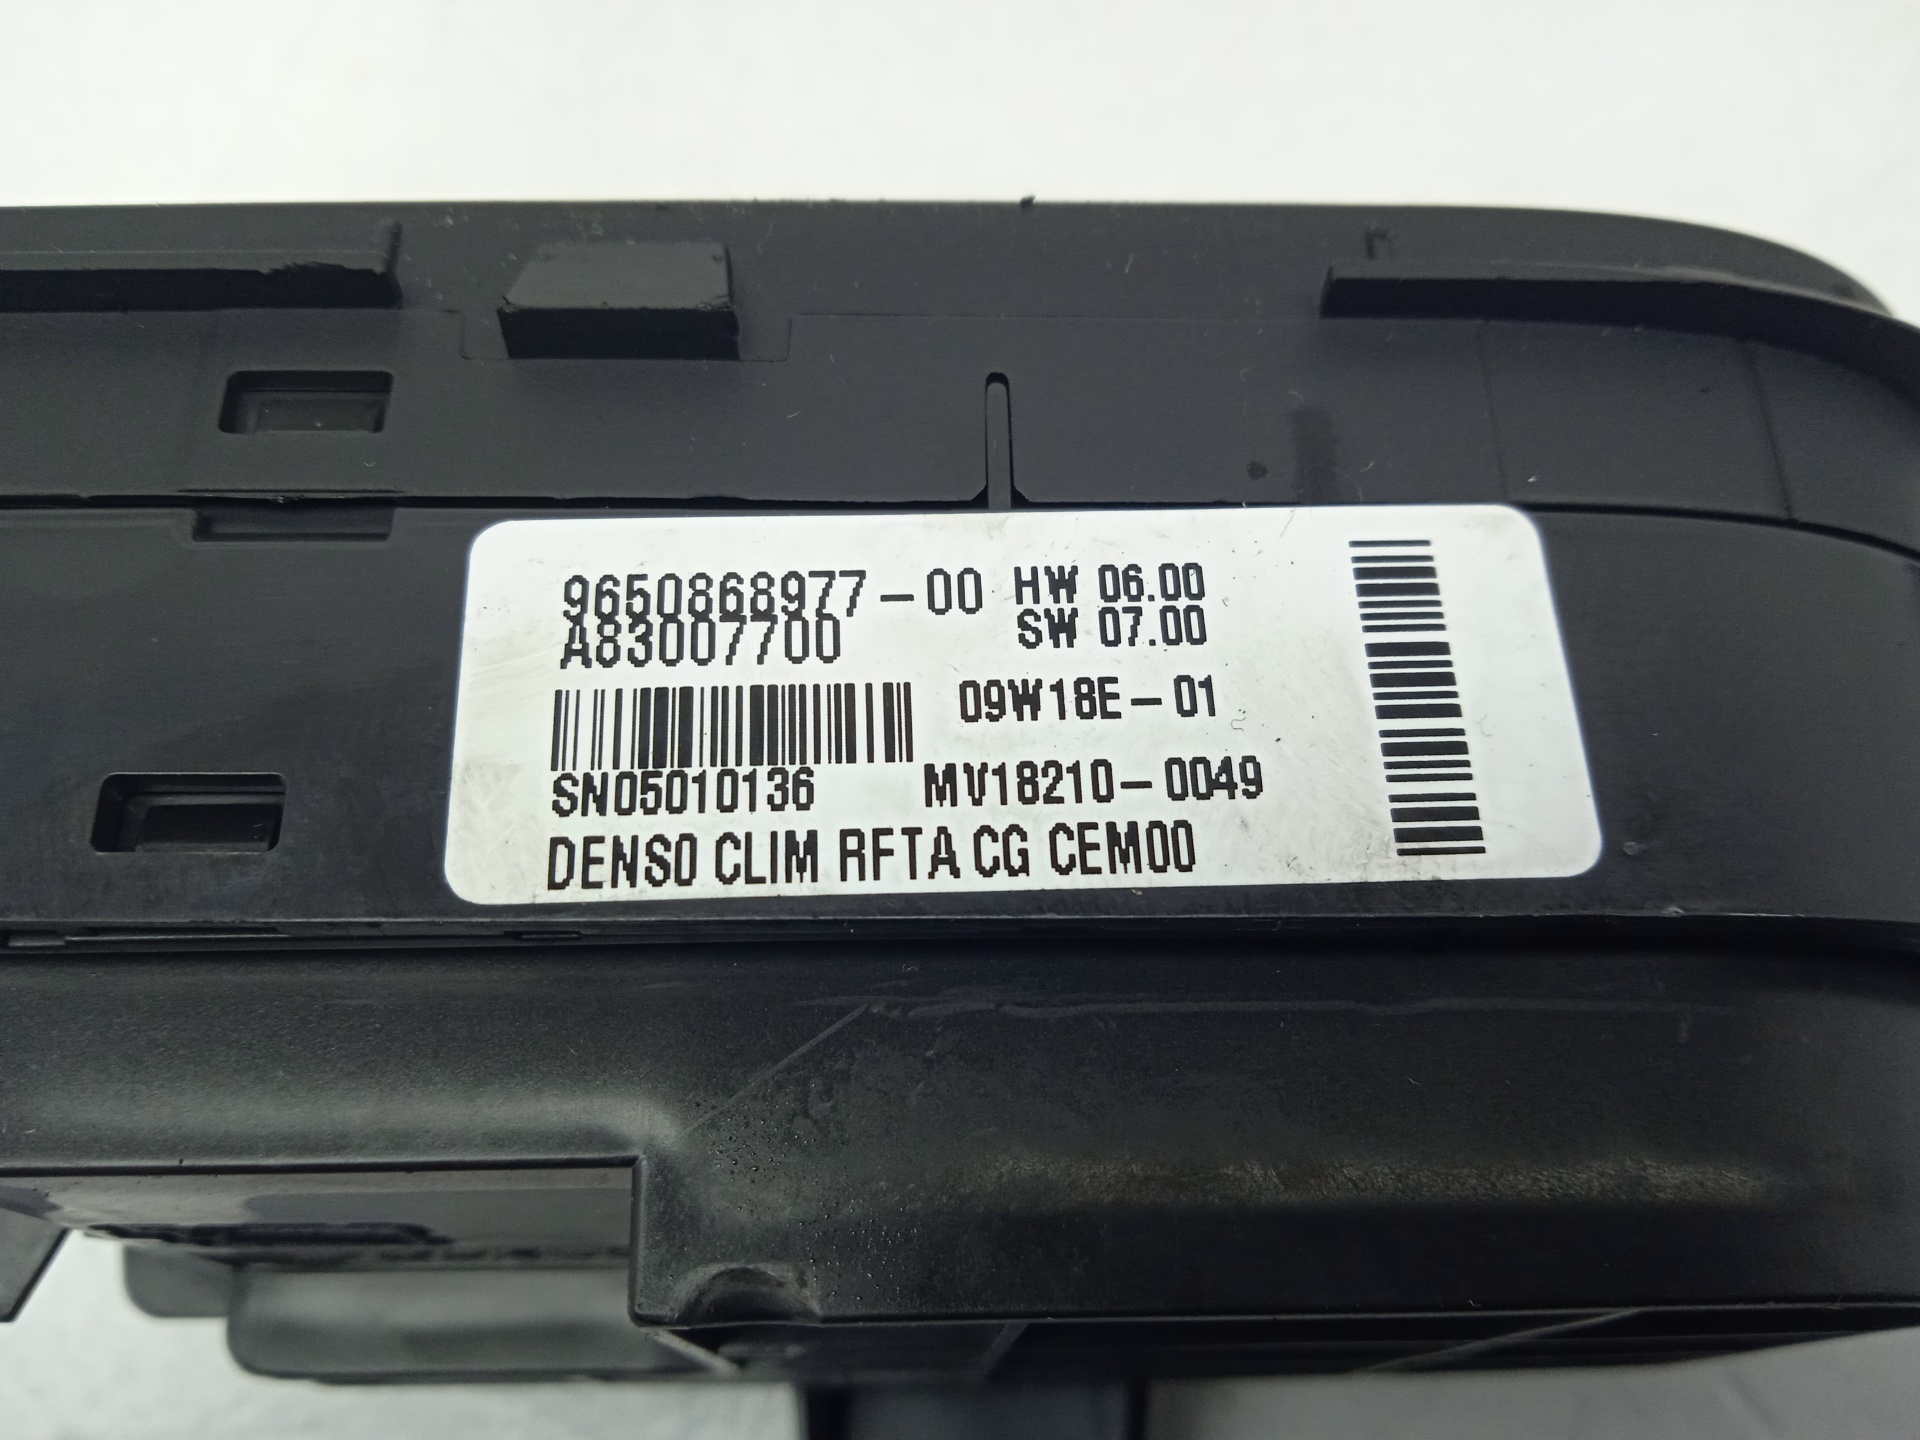 9650868977-00 HW 06.00
A83007700 SW 07.00
09W18E-01
SN05010136 MV18210-0049
DENSO CLIM RFTA CG CEM00